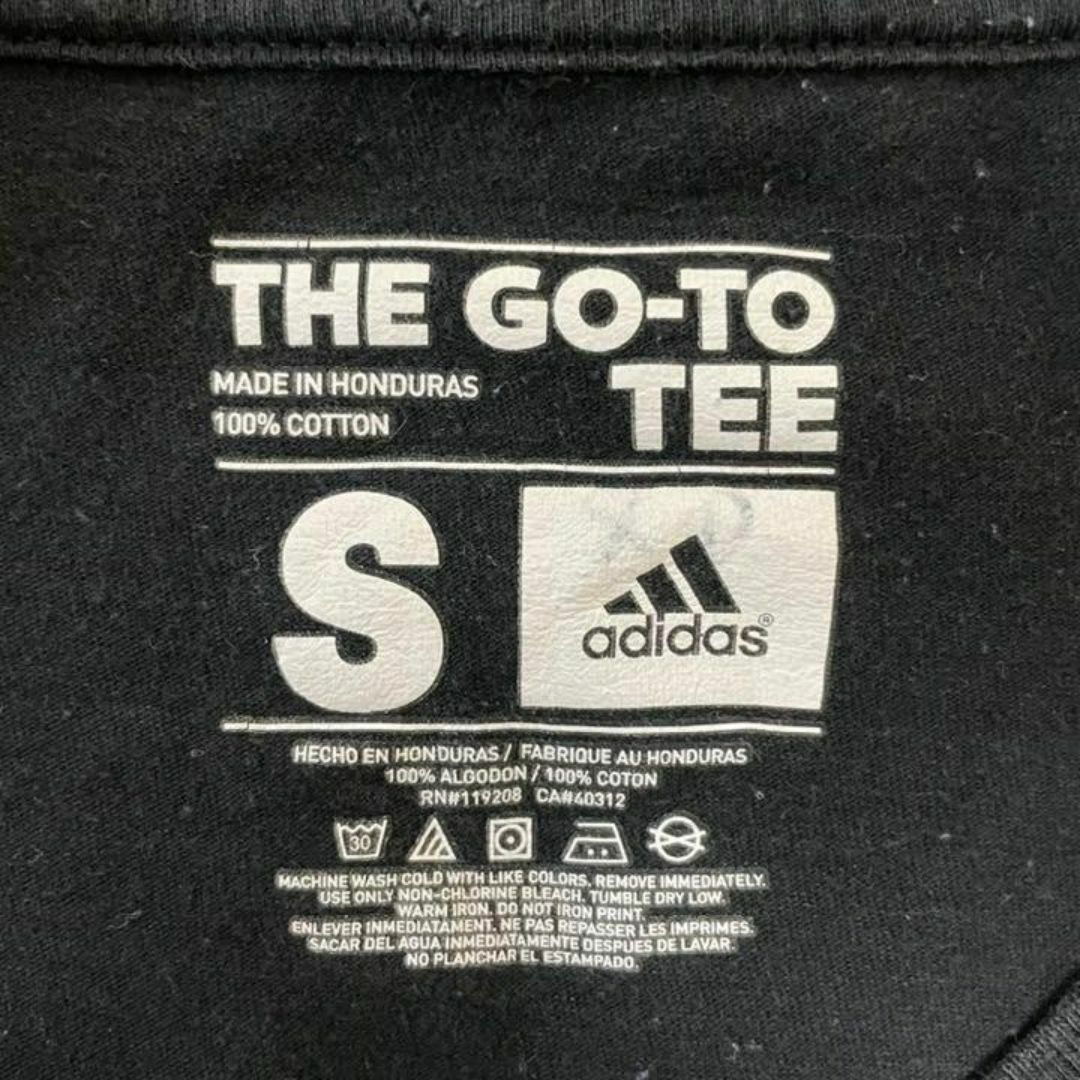 THE GO-TO
TEE
MADE IN HONDURAS
100% COTTON
S
adidas®
HECHO EN HONDURAS / FABRIQUE AU HONDURAS
100% ALGODON / 100% COTON
RN#119208 CA#40312
30
MACHINE WASH COLD WITH LIKE COLORS. REMOVE IMMEDIATELY.
USE ONLY NON-CHLORINE BLEACH. TUMBLE DRY LOW.
WARM IRON. DO NOT IRON PRINT.
ENLEVER INMEDIATAMENT. NE PAS REPASSER LES IMPRIMES.
SACAR DEL AGUA INMEDIATAMENTE DESPUES DE LAVAR.
NO PLANCHAR EL ESTAMPADO.